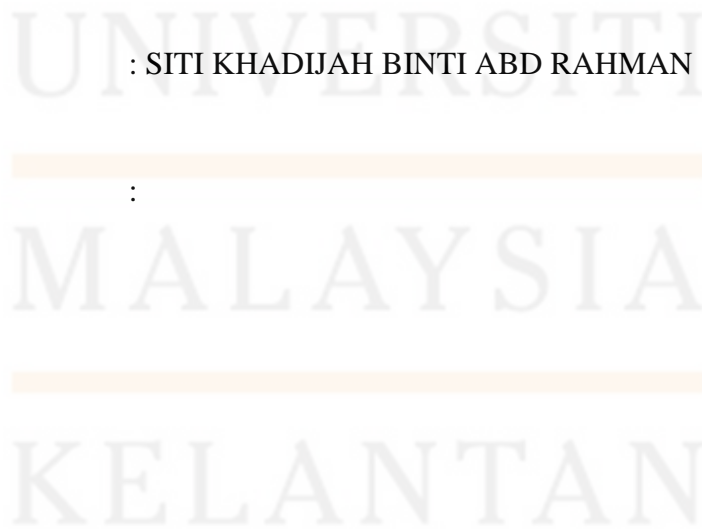 UNIVERSITI
: SITI KHADIJAH BINTI ABD RAHMAN
:
MALAYSIA
KELANTAN